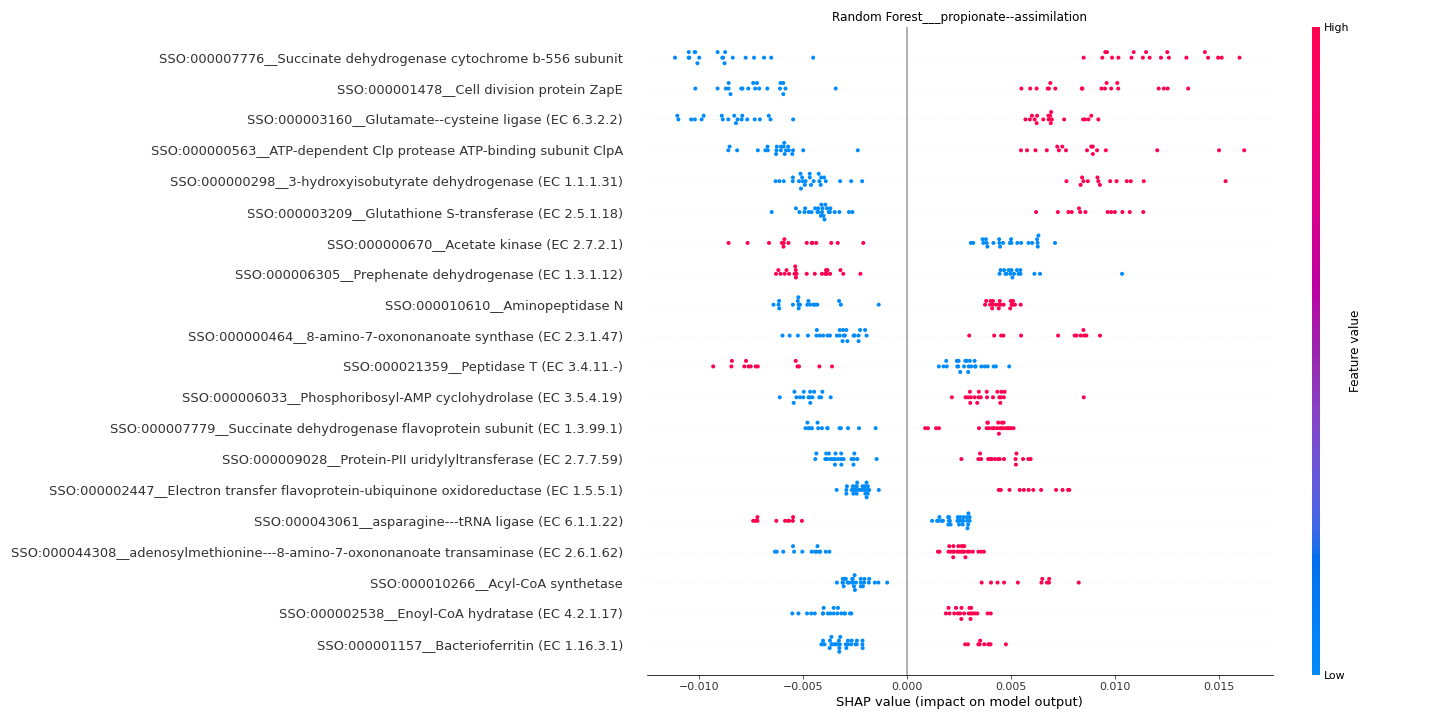 Random Forest___propionate--assimilation
High
SSO:000007776__Succinate dehydrogenase cytochrome b-556 subunit
SSO:000001478__Cell division protein ZapE
SSO:000003160__Glutamate--cysteine ligase (EC 6.3.2.2)
SSO:000000563__ATP-dependent Clp protease ATP-binding subunit ClpA
SSO:000000298__3-hydroxyisobutyrate dehydrogenase (EC 1.1.1.31)
SSO:000003209__Glutathione S-transferase (EC 2.5.1.18)
SSO:000000670__Acetate kinase (EC 2.7.2.1)
SSO:000006305__Prephenate dehydrogenase (EC 1.3.1.12)
SSO:000010610__Aminopeptidase N
SSO:000000464__8-amino-7-oxononanoate synthase (EC 2.3.1.47)
SSO:000021359__Peptidase T (EC 3.4.11.-)
SSO:000006033__Phosphoribosyl-AMP cyclohydrolase (EC 3.5.4.19)
SSO:000007779__Succinate dehydrogenase flavoprotein subunit (EC 1.3.99.1)
SSO:000009028__Protein-PII uridylyltransferase (EC 2.7.7.59)
SSO:000002447__Electron transfer flavoprotein-ubiquinone oxidoreductase (EC 1.5.5.1)
SSO:000043061__asparagine---tRNA ligase (EC 6.1.1.22)
SSO:000044308__adenosylmethionine---8-amino-7-oxononanoate transaminase (EC 2.6.1.62)
SSO:000010266__Acyl-CoA synthetase
SSO:000002538__Enoyl-CoA hydratase (EC 4.2.1.17)
SSO:000001157__Bacterioferritin (EC 1.16.3.1)
Feature value
Low
−0.010 −0.005 0.000 0.005 0.010 0.015
SHAP value (impact on model output)